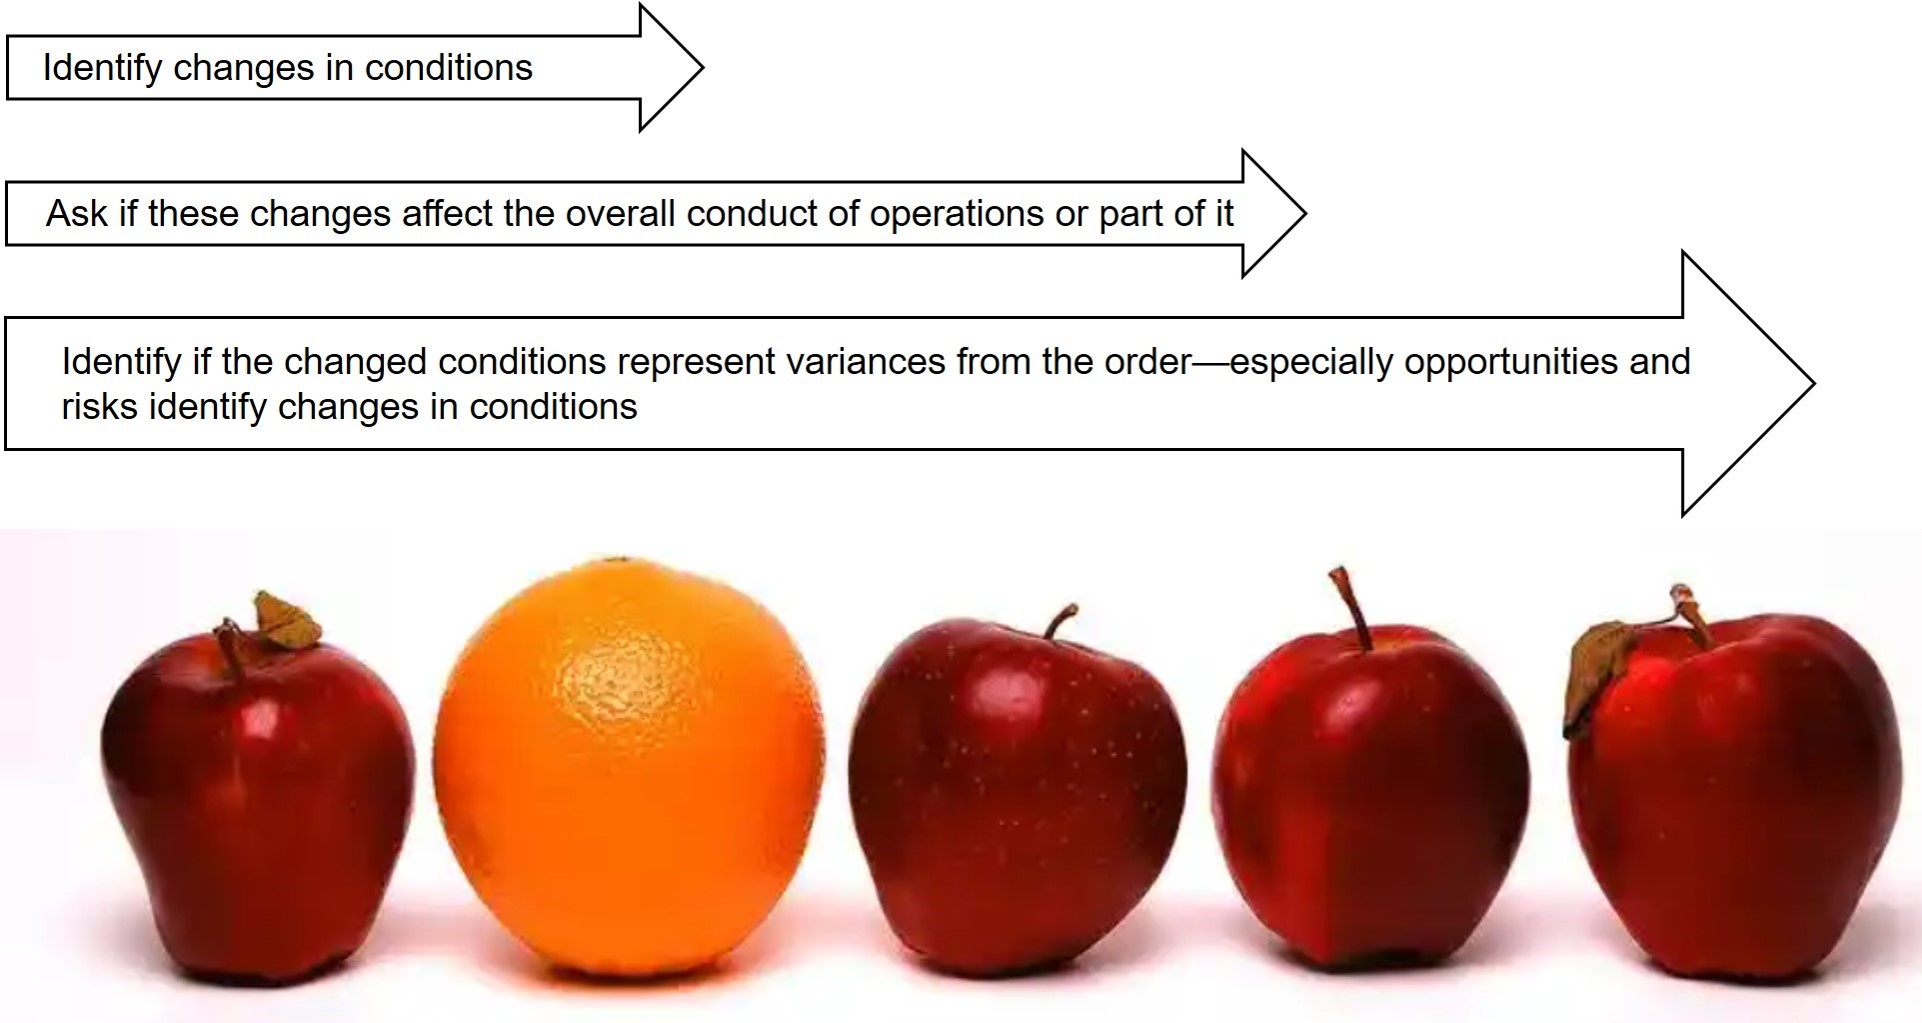 Identify changes in conditions
Ask if these changes affect the overall conduct of operations or part of it
Identify if the changed conditions represent variances from the order—especially opportunities and
risks identify changes in conditions